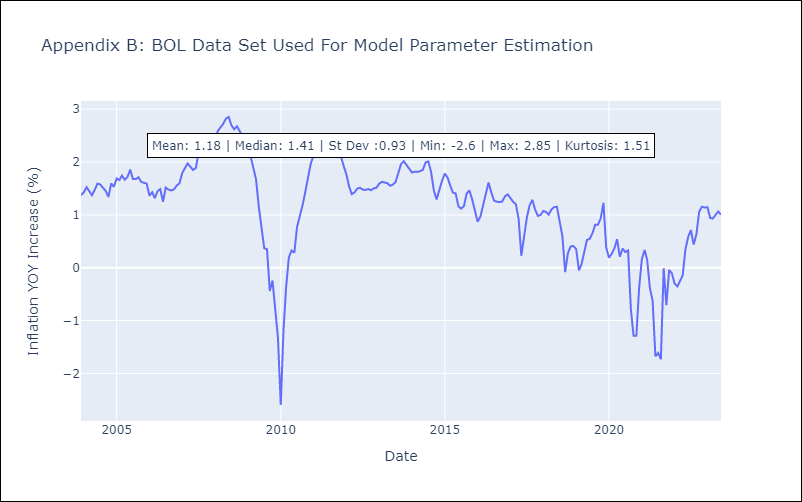 Appendix B: BOL Data Set Used For Model Parameter Estimation
3
Mean: 1.18 | Median: 1.41 | St Dev :0.93 | Min: -2.6 | Max: 2.85 | Kurtosis: 1.51
2
1
0
−1
−2
Inflation YOY Increase (%)
2005 2010 2015 2020
Date